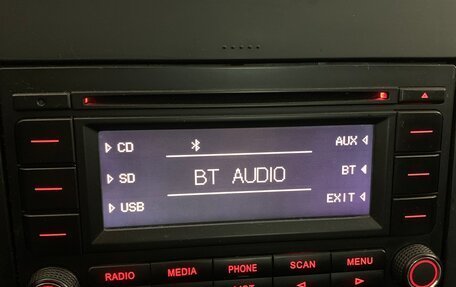 CD AUX
SD BT AUDIO BT
USB EXIT
RADIO MEDIA PHONE SCAN MENU